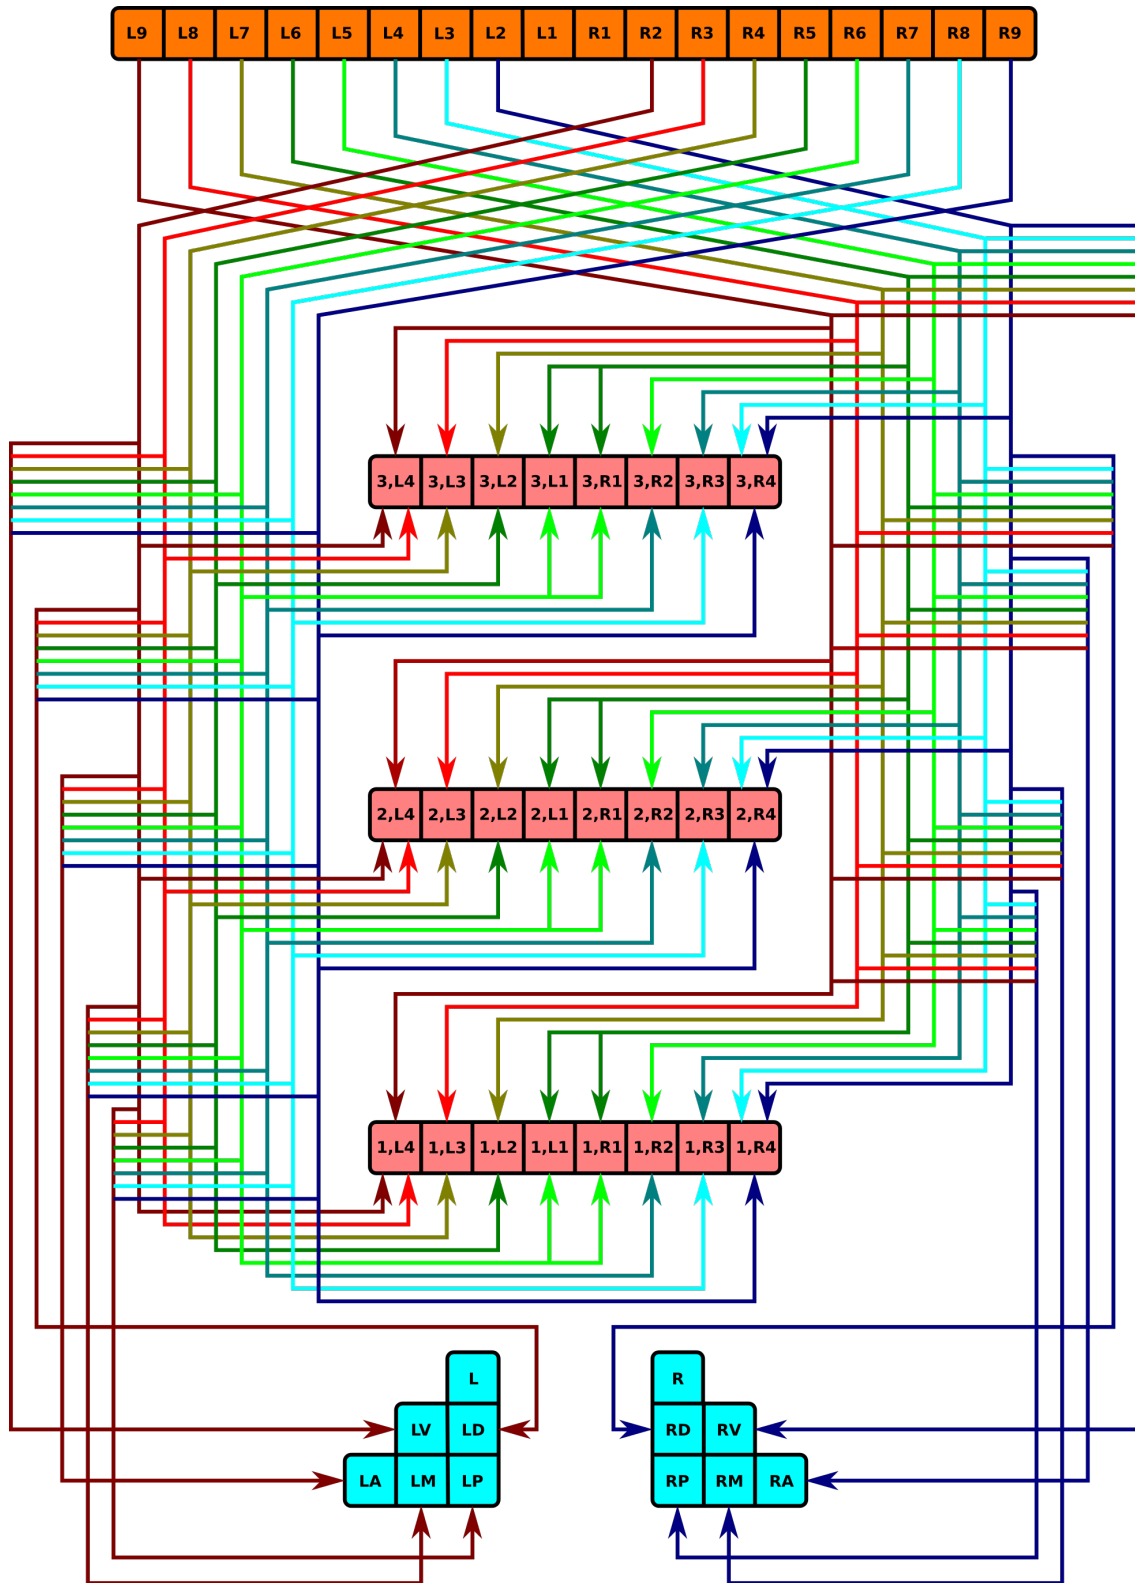 L9 L8 L7 L6 L5 L4 L3 L2 L1 R1 R2 R3 R4 R5 R6 R7 R8 R9
3,L4 3,L3 3,L2 3,L1 3,R1 3,R2 3,R3 3,R4
2,L4 2,L3 2,L2 2,L1 2,R1 2,R2 2,R3 2,R4
1,L4 1,L3 1,L2 1,L1 1,R1 1,R2 1,R3 1,R4
L R
LV LD RD RV
LA LM LP RP RM RA